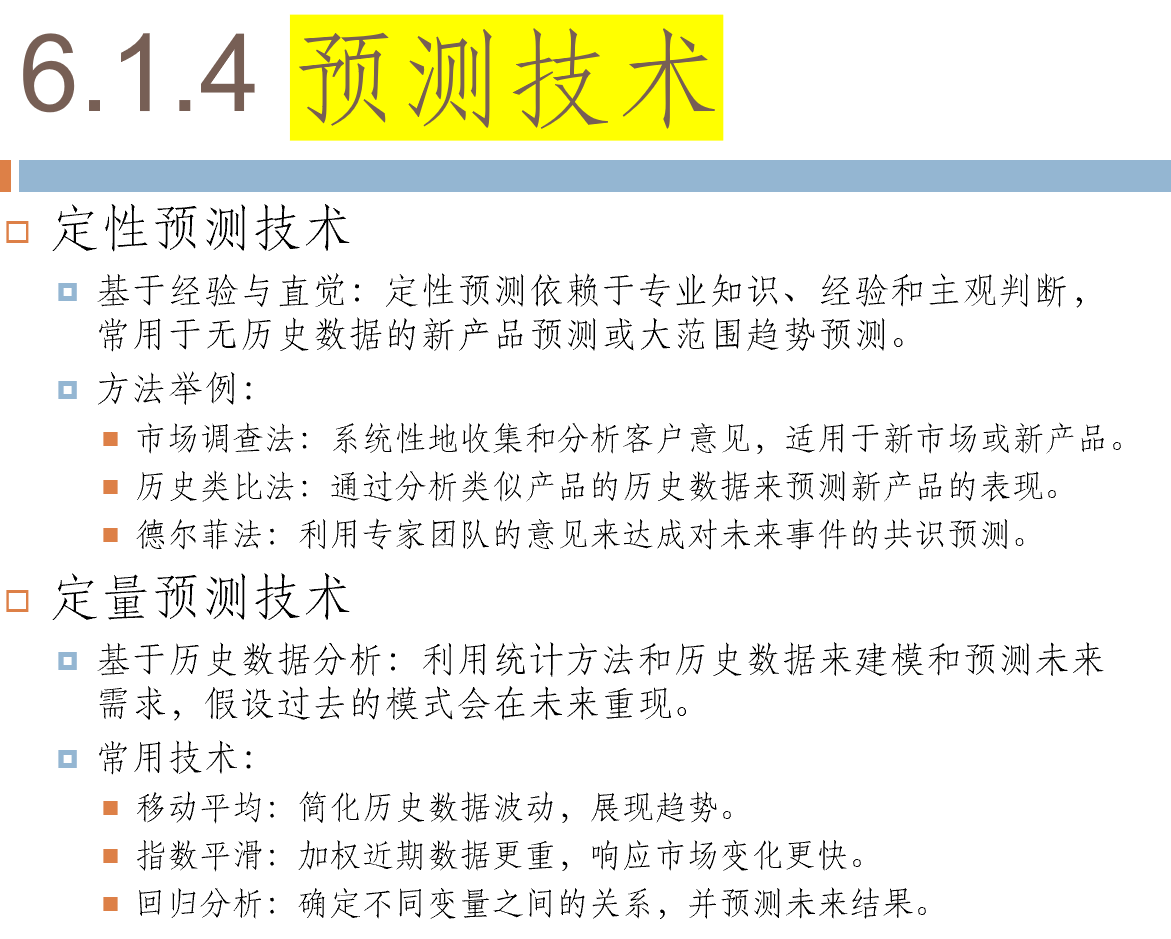 6.1.4 预测技术
定性预测技术
基于经验与直觉：定性预测依赖于专业知识、经验和主观判断，
常用于无历史数据的新产品预测或大范围趋势预测。
方法举例：
市场调查法：系统性地收集和分析客户意见，适用于新市场或新产品。
历史类比法：通过分析类似产品的历史数据来预测新产品的表现。
德尔菲法：利用专家团队的意见来达成对未来事件的共识预测。
定量预测技术
基于历史数据分析：利用统计方法和历史数据来建模和预测未来
需求，假设过去的模式会在未来重现。
常用技术：
移动平均：简化历史数据波动，展现趋势。
指数平滑：加权近期数据更重，响应市场变化更快。
回归分析：确定不同变量之间的关系，并预测未来结果。